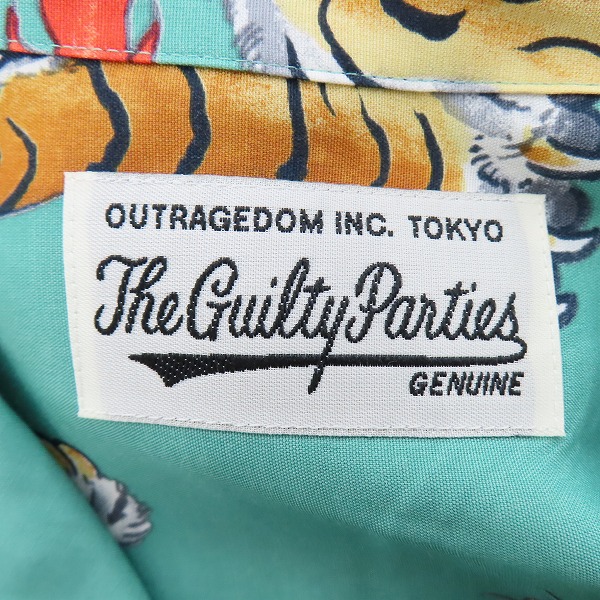 OUTRAGEDOM INC. TOKYO
The Guilty Parties
GENUINE